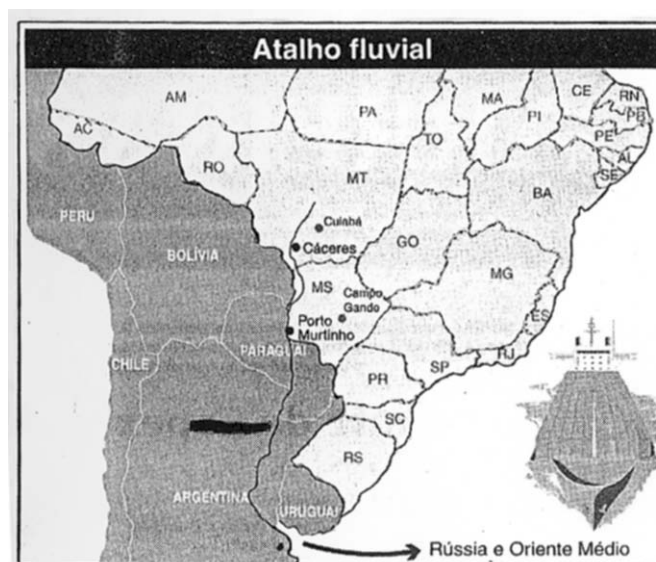 Atalho fluvial
AM
PA
MA
CE
RN
PB
PI
PE
AL
SE
AC
RO
TO
MT
BA
PERU
BOLÍVIA
Cuiabá
Cáceres
GO
MS
MG
Campo
Gando
ES
Porto
Murtinho
CHILE
PARAGUAI
SP
RJ
PR
SC
RS
ARGENTINA
URUGUAI
Rússia e Oriente Médio